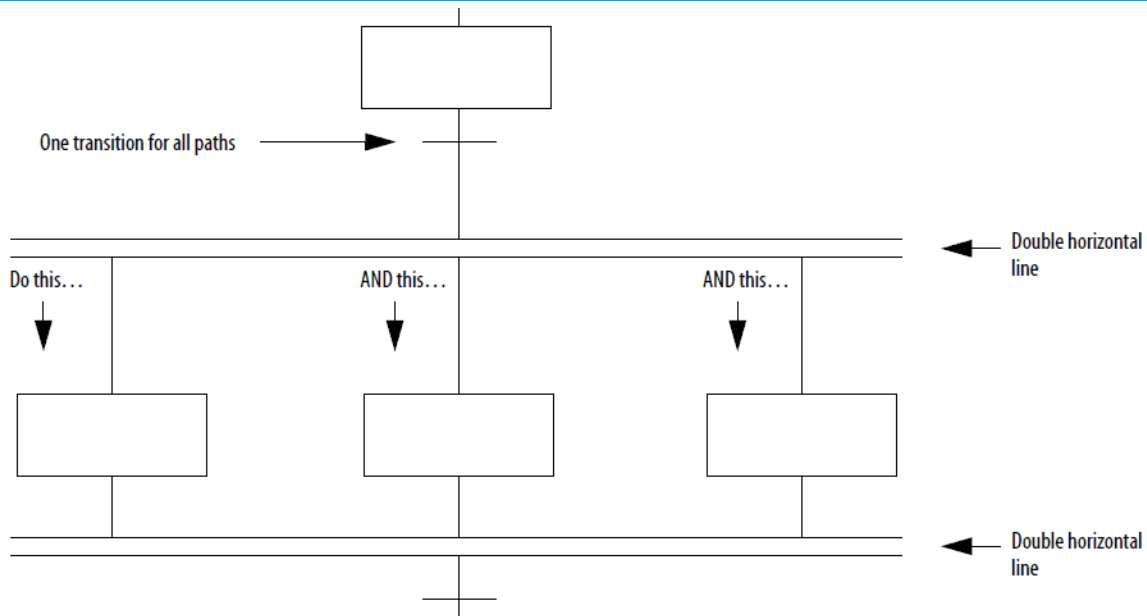 One transition for all paths
Double horizontal
line
Do this…
AND this…
AND this…
Double horizontal
line